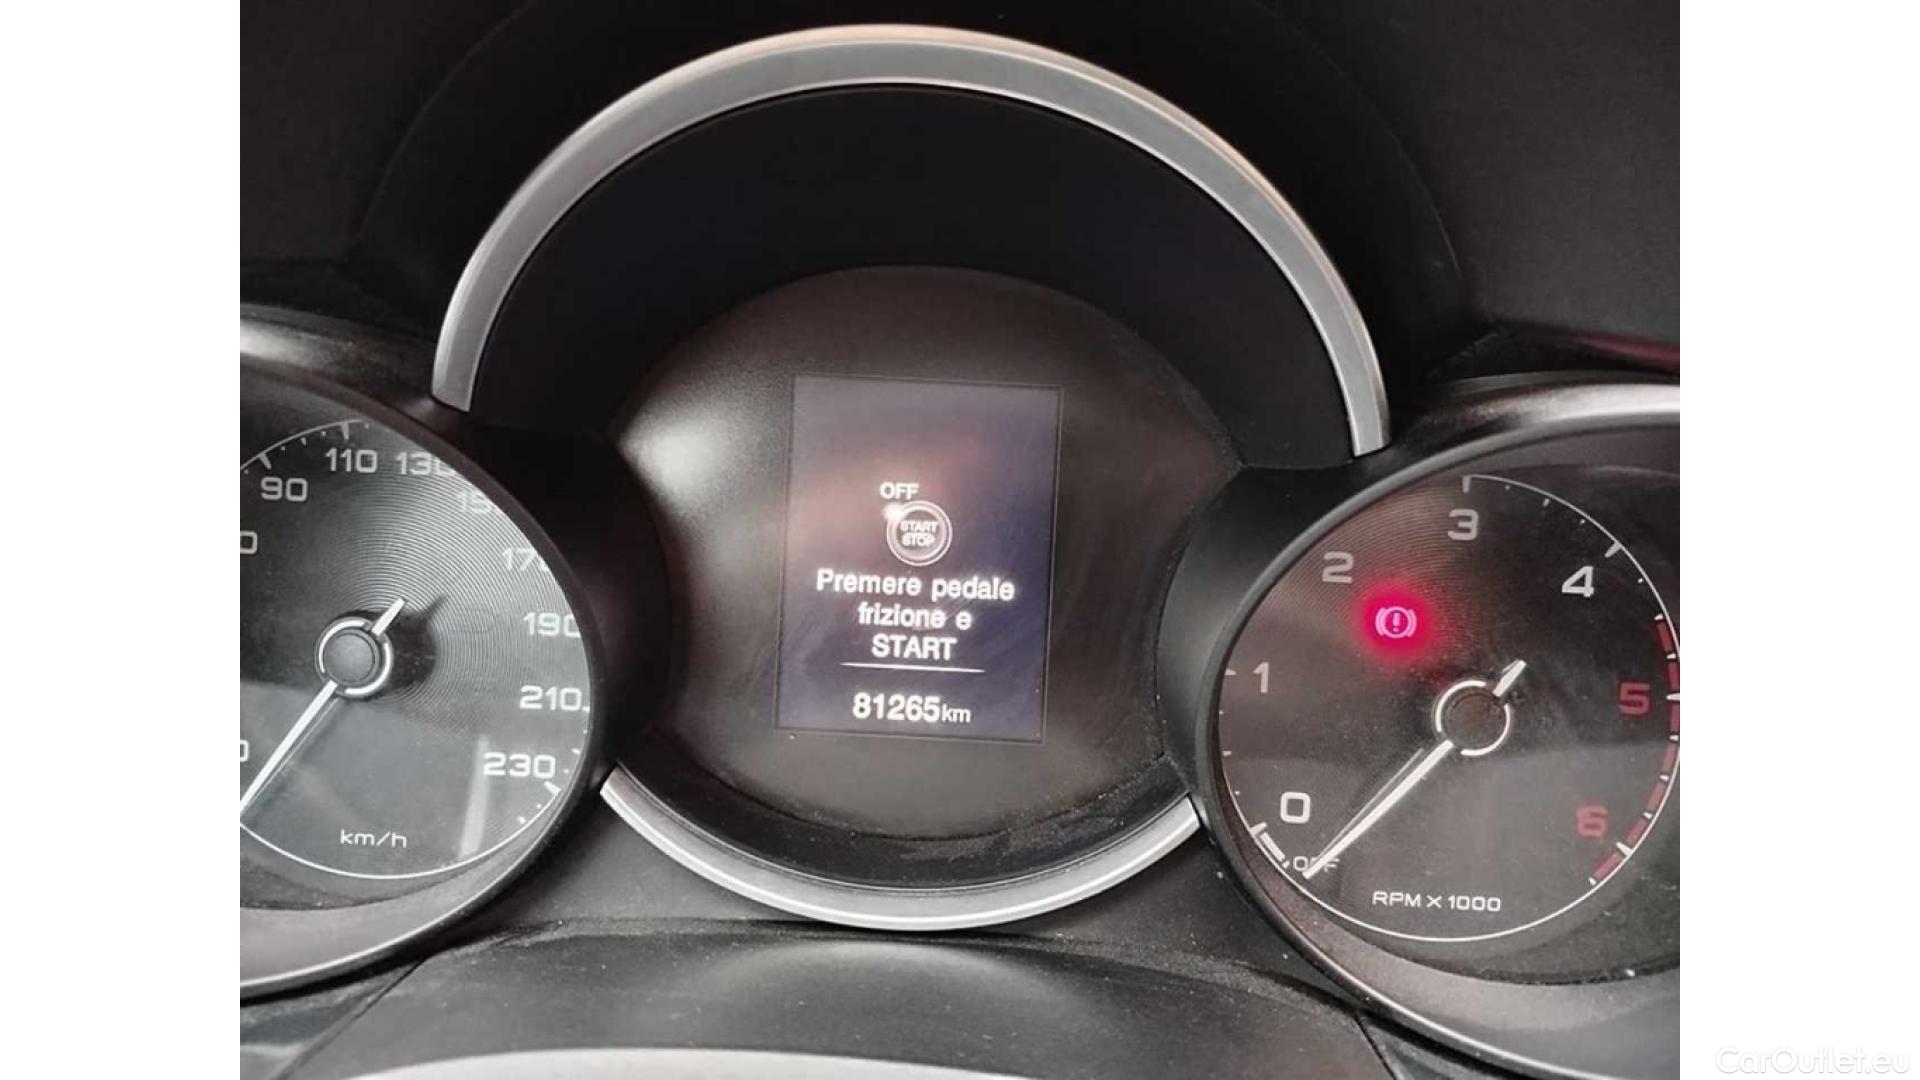 90
110
130
190
210
230
km/h
OFF
START
STOP
Premere pedale
frizione e
START
81265km
0
1
2
3
4
5
6
OFF
RPM X 1000
CarOutlet.eu